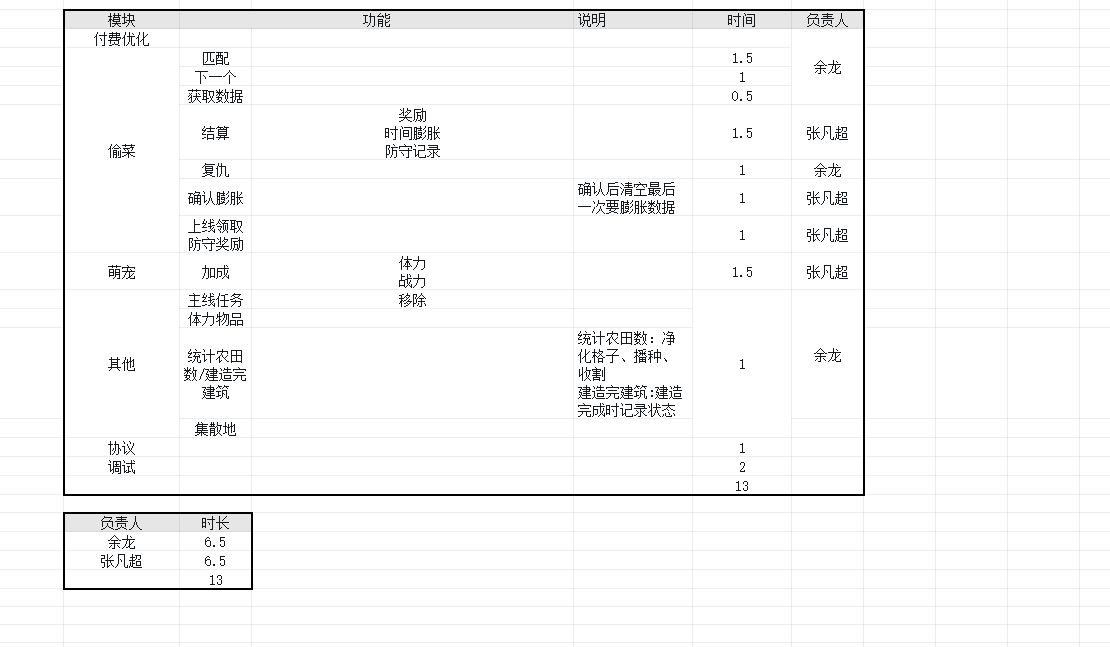 模块 功能 说明 时间 负责人
付费优化
匹配 1.5
余龙
下一个 1
获取数据 0.5
偷菜
结算
奖励
时间膨胀
防守记录
1.5 张凡超
复仇 1 余龙
确认膨胀
确认后清空最后
一次要膨胀数据
1 张凡超
上线领取
防守奖励
1 张凡超
萌宠 加成
体力
战力
1.5 张凡超
主线任务 移除
体力物品
其他
统计农田
数/建造完
建筑
统计农田数：净
化格子、播种、
收割
建造完建筑:建造
完成时记录状态
1 余龙
集散地
协议 1
调试 2
13
负责人 时长
余龙 6.5
张凡超 6.5
13